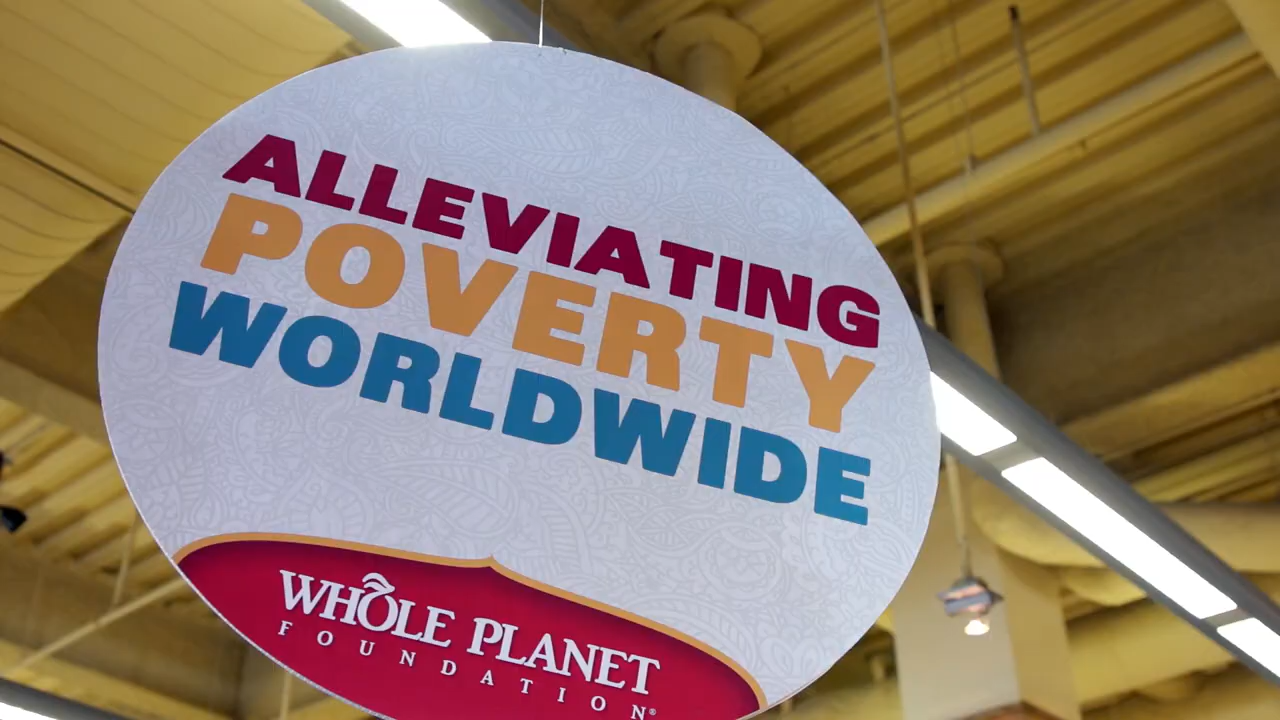 ALLEVIATING
POVERTY
WORLDWIDE
WHOLE PLANET
FOUNDATION®